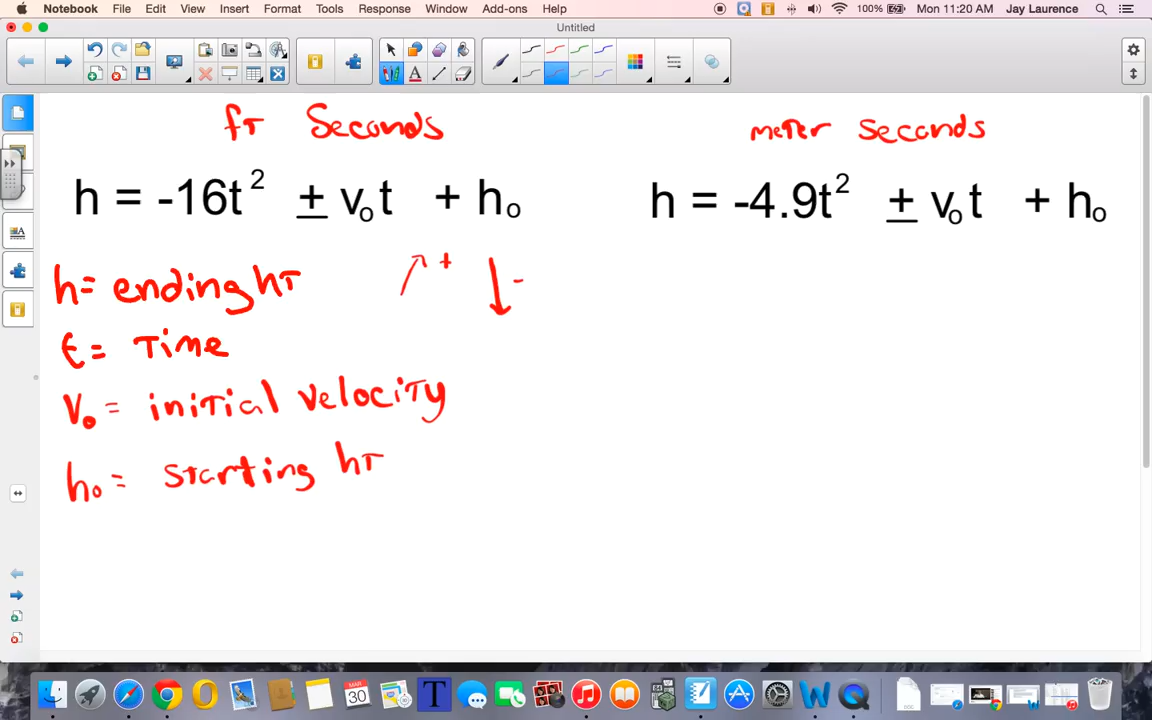 Notebook File Edit View Insert Format Tools Response Window Add-ons Help 100% Mon 11:20 AM Jay Laurence
Untitled
ft Seconds
meter Seconds
h = -16t² ± v₀t + h₀
h = -4.9t² ± v₀t + h₀
+ -
h= ending ht
t= Time
v₀= initial velocity
h₀= starting ht